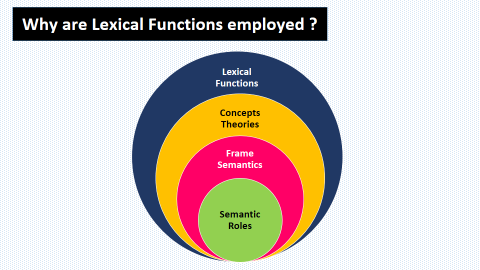 Why are Lexical Functions employed ?
Lexical
Functions
Concepts
Theories
Frame
Semantics
Semantic
Roles